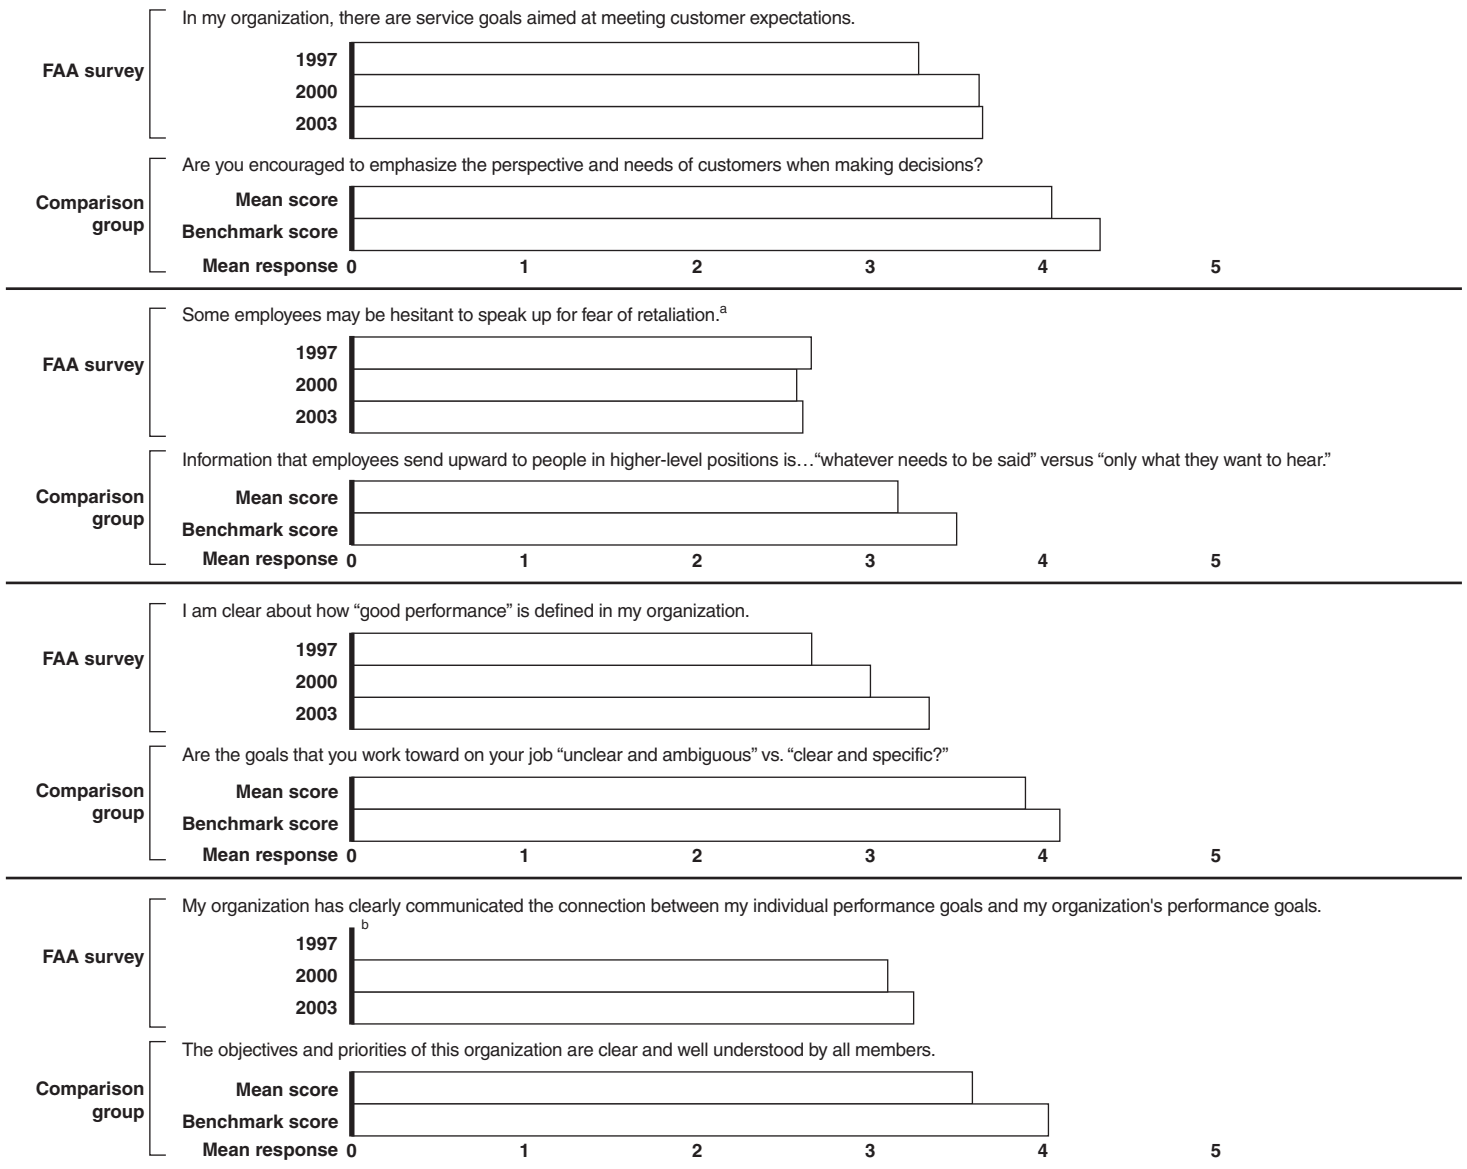 In my organization, there are service goals aimed at meeting customer expectations.
FAA survey
1997
2000
2003
Are you encouraged to emphasize the perspective and needs of customers when making decisions?
Comparison
group
Mean score
Benchmark score
Mean response 0 1 2 3 4 5
Some employees may be hesitant to speak up for fear of retaliation.a
FAA survey
1997
2000
2003
Information that employees send upward to people in higher-level positions is…“whatever needs to be said” versus “only what they want to hear.”
Comparison
group
Mean score
Benchmark score
Mean response 0 1 2 3 4 5
I am clear about how “good performance” is defined in my organization.
FAA survey
1997
2000
2003
Are the goals that you work toward on your job “unclear and ambiguous” vs. “clear and specific?”
Comparison
group
Mean score
Benchmark score
Mean response 0 1 2 3 4 5
My organization has clearly communicated the connection between my individual performance goals and my organization's performance goals.
FAA survey
1997 b
2000
2003
The objectives and priorities of this organization are clear and well understood by all members.
Comparison
group
Mean score
Benchmark score
Mean response 0 1 2 3 4 5